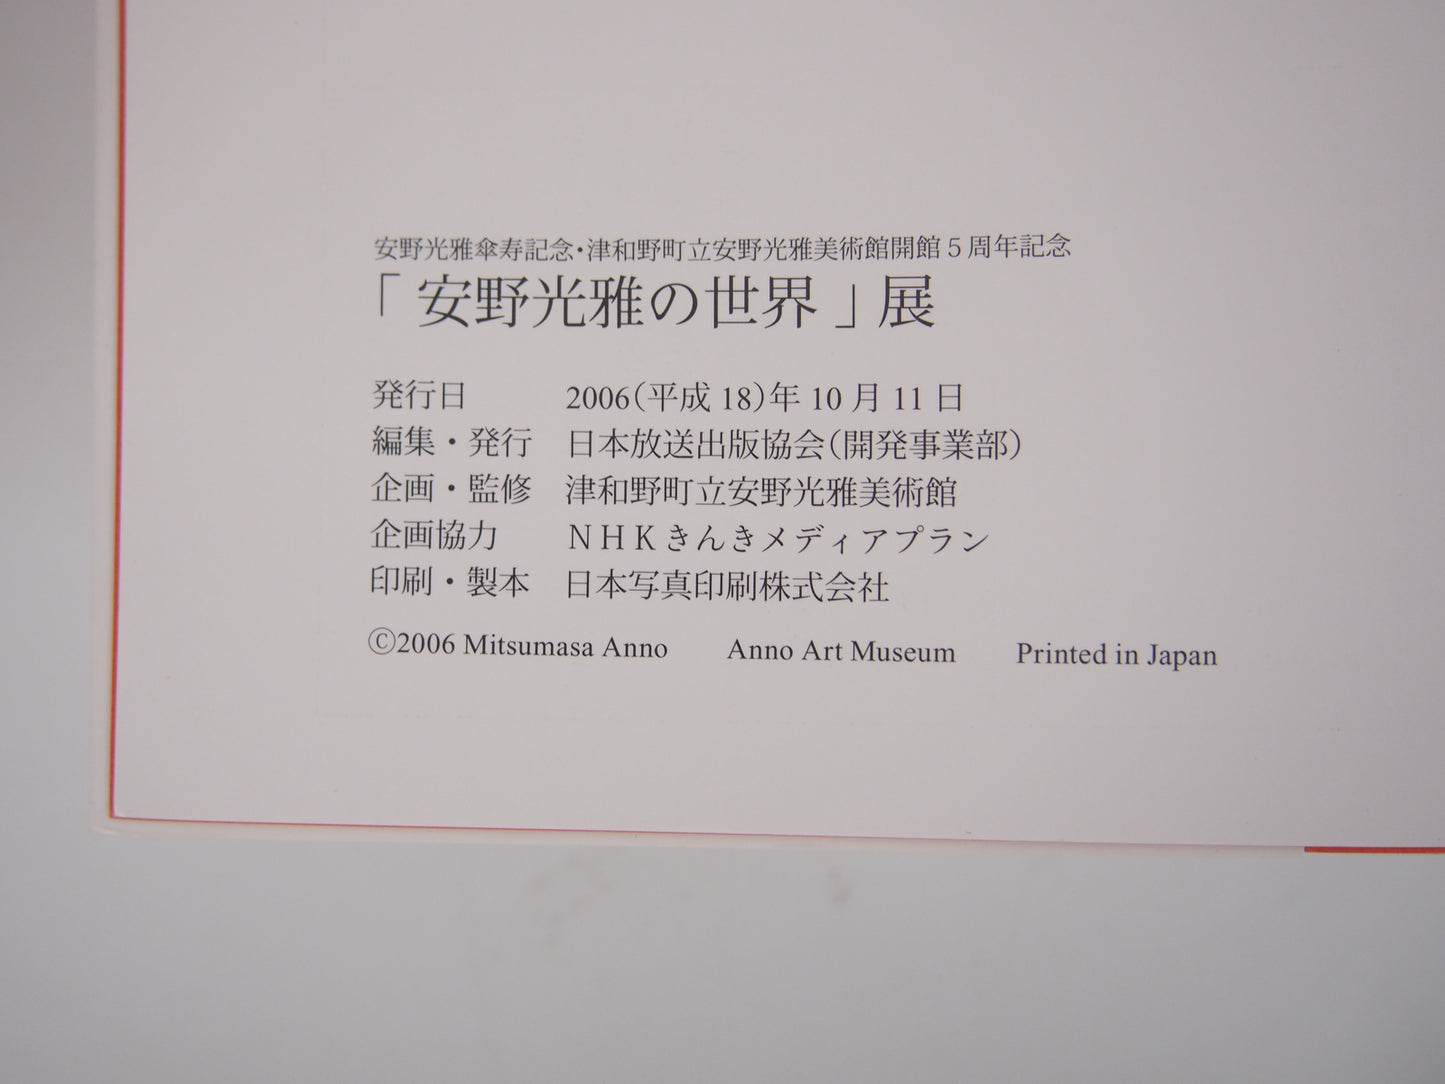 安野光雅傘寿記念・津和野町立安野光雅美術館開館5周年記念
「安野光雅の世界」展
発行日 2006(平成18)年10月11日
編集・発行 日本放送出版協会(開発事業部)
企画・監修 津和野町立安野光雅美術館
企画協力 NHKきんきメディアプラン
印刷・製本 日本写真印刷株式会社
©2006 Mitsumasa Anno Anno Art Museum Printed in Japan